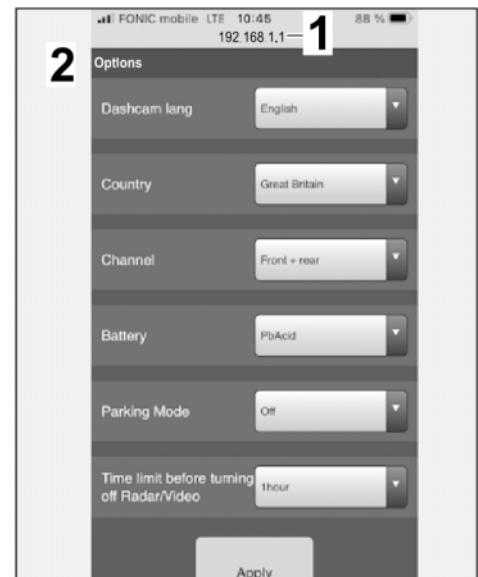 FONIC mobile LTE 10:45 88 %
192.168.1.1
1
2
Options
Dashcam lang
English
Country
Great Britain
Channel
Front + rear
Battery
PbAcid
Parking Mode
Off
Time limit before turning
off Radar/Video
1hour
Apply